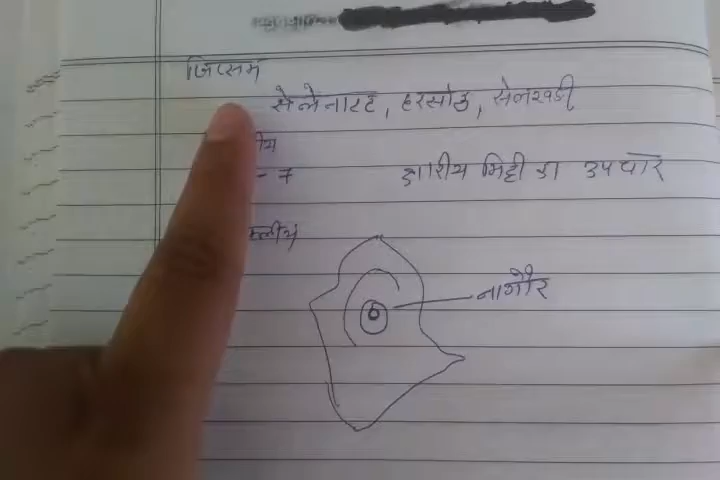 जिप्सम
सेलेनाइट, हरसोठ, सेलखड़ी
ीय
- 7 क्षारीय मिट्टी का उपचार
म्लीय
नागौर